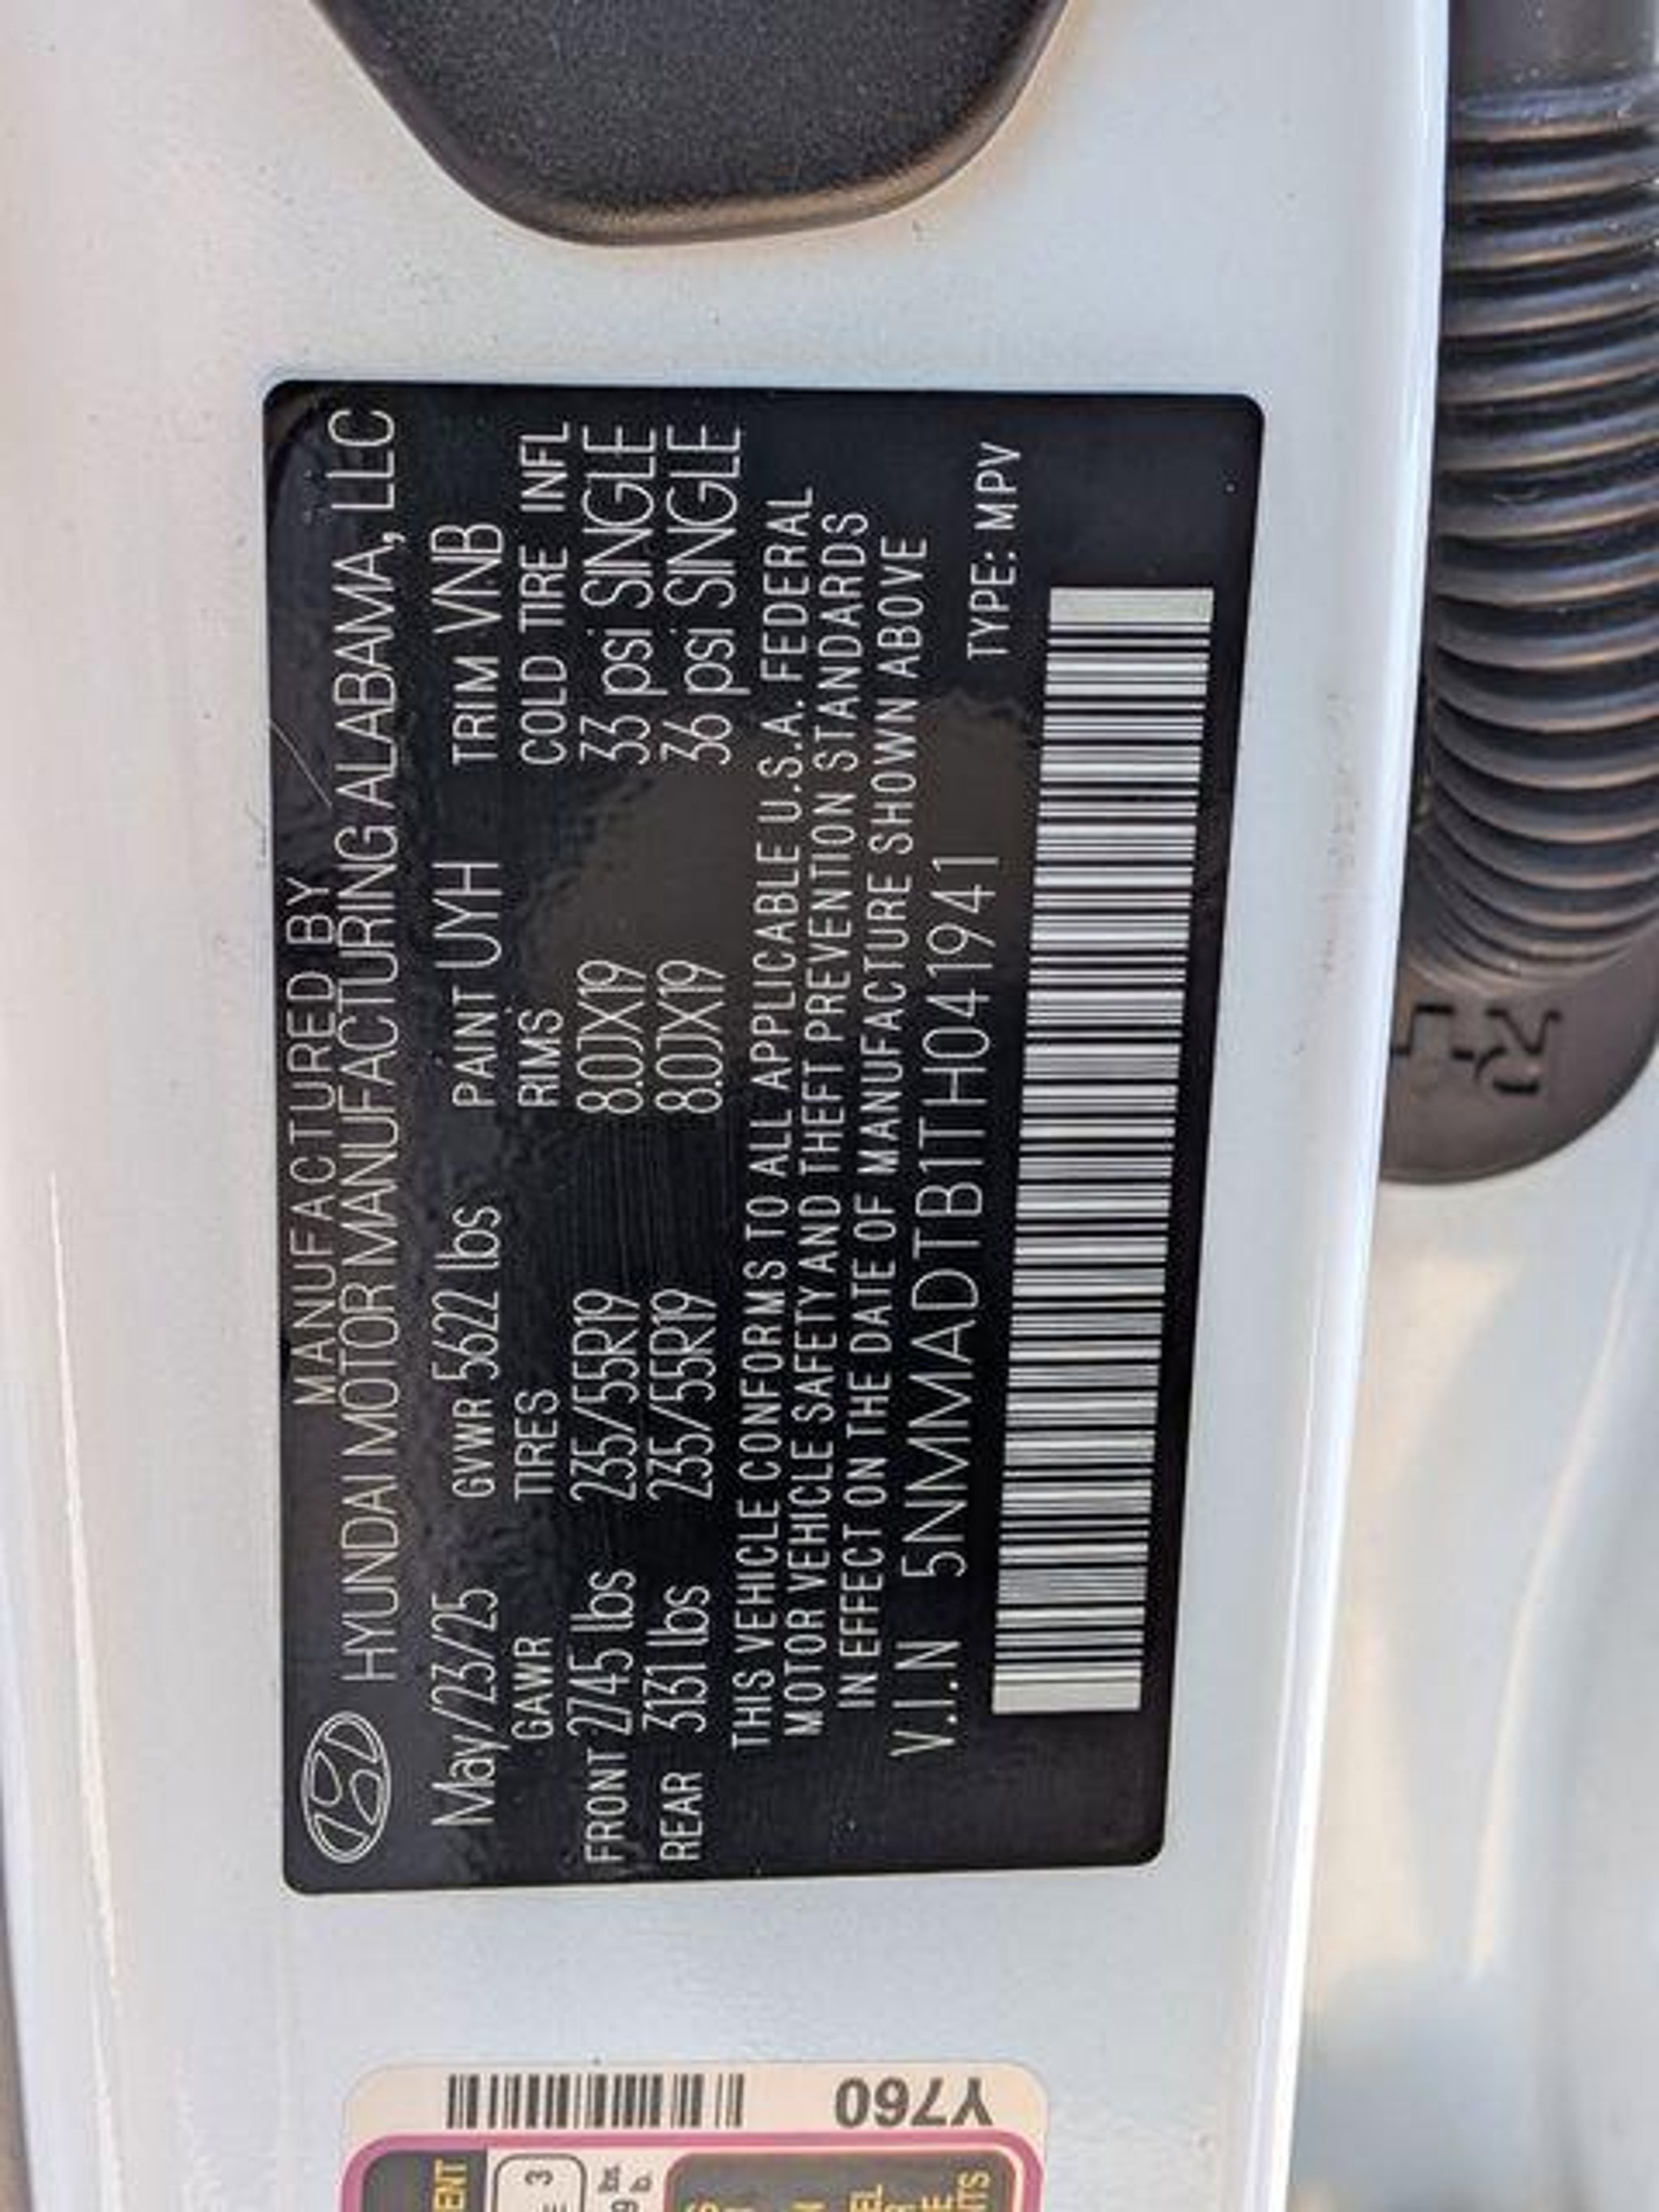 MANUFACTURED BY
HYUNDAI MOTOR MANUFACTURING ALABAMA, LLC
May/23/25 GVWR 5622 lbs PAINT UYH TRIM VNB
GAWR TIRES RIMS COLD TIRE INFL
FRONT 2745 lbs 235/55R19 8.0JX19 33 psi SINGLE
REAR 3131 lbs 235/55R19 8.0JX19 36 psi SINGLE
THIS VEHICLE CONFORMS TO ALL APPLICABLE U.S.A. FEDERAL
MOTOR VEHICLE SAFETY AND THEFT PREVENTION STANDARDS
IN EFFECT ON THE DATE OF MANUFACTURE SHOWN ABOVE
V.I.N 5NMMADTB1TH041941 TYPE: MPV
Y760